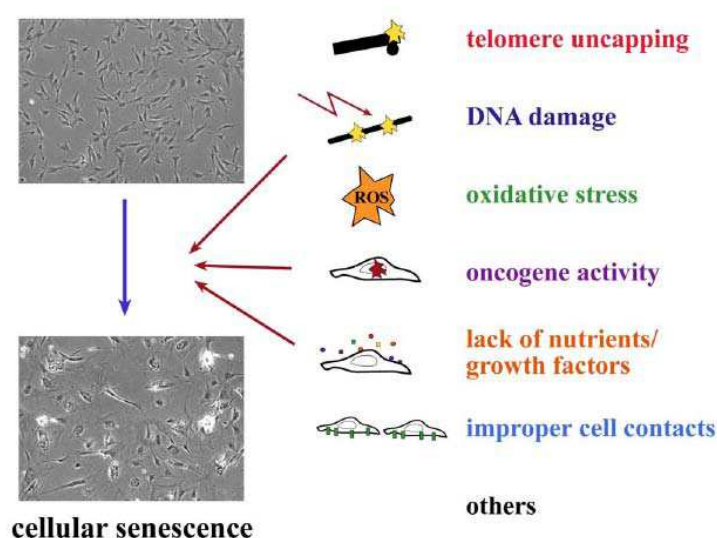 telomere uncapping
DNA damage
ROS
oxidative stress
oncogene activity
lack of nutrients/
growth factors
improper cell contacts
others
cellular senescence